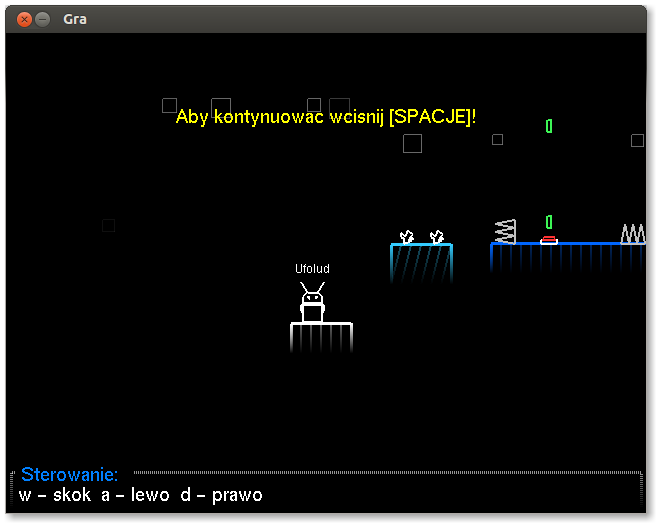 Gra
Aby kontynuowac wcisnij [SPACJE]!
Ufolud
Sterowanie:
w - skok a - lewo d - prawo